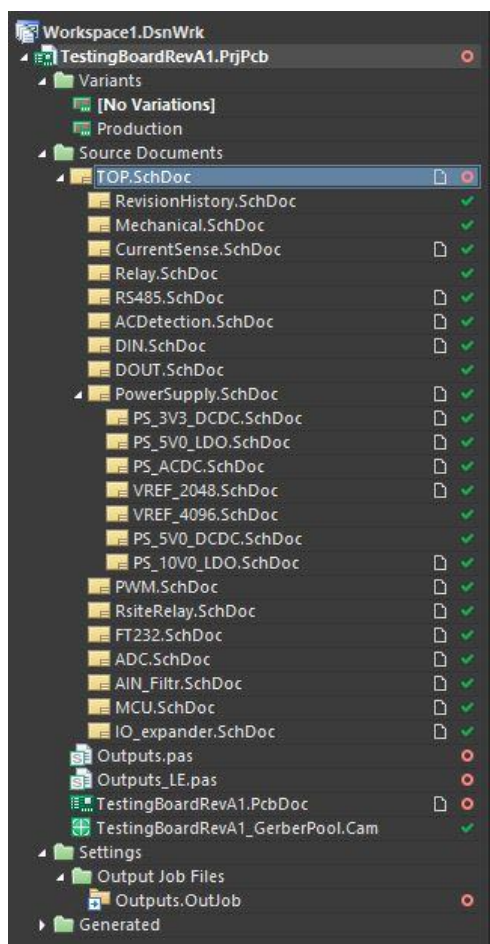 Workspace1.DsnWrk
TestingBoardRevA1.PrjPcb
Variants
[No Variations]
Production
Source Documents
TOP.SchDoc
RevisionHistory.SchDoc
Mechanical.SchDoc
CurrentSense.SchDoc
Relay.SchDoc
RS485.SchDoc
ACDetection.SchDoc
DIN.SchDoc
DOUT.SchDoc
PowerSupply.SchDoc
PS_3V3_DCDC.SchDoc
PS_5V0_LDO.SchDoc
PS_ACDC.SchDoc
VREF_2048.SchDoc
VREF_4096.SchDoc
PS_5V0_DCDC.SchDoc
PS_10V0_LDO.SchDoc
PWM.SchDoc
RsiteRelay.SchDoc
FT232.SchDoc
ADC.SchDoc
AIN_Filtr.SchDoc
MCU.SchDoc
IO_expander.SchDoc
Outputs.pas
Outputs_LE.pas
TestingBoardRevA1.PcbDoc
TestingBoardRevA1_GerberPool.Cam
Settings
Output Job Files
Outputs.OutJob
Generated